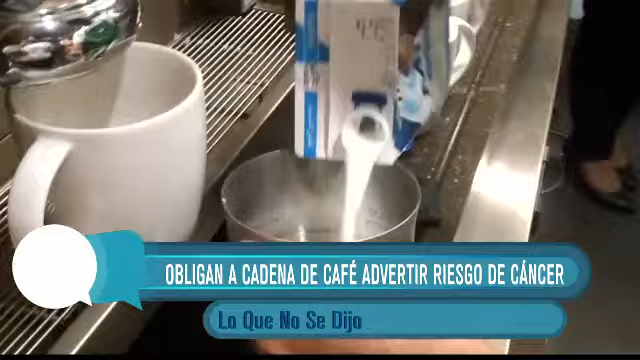 OBLIGAN A CADENA DE CAFÉ ADVERTIR RIESGO DE CÁNCER
Lo Que No Se Dijo